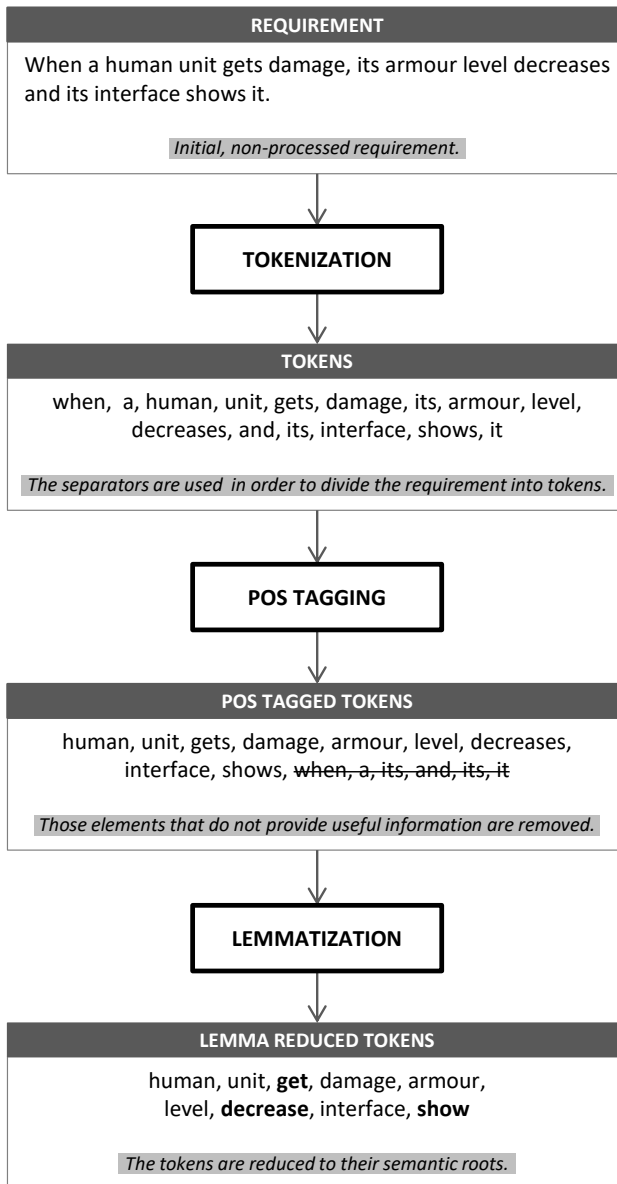 REQUIREMENT
When a human unit gets damage, its armour level decreases
and its interface shows it.
Initial, non-processed requirement.
TOKENIZATION
TOKENS
when, a, human, unit, gets, damage, its, armour, level,
decreases, and, its, interface, shows, it
The separators are used in order to divide the requirement into tokens.
POS TAGGING
POS TAGGED TOKENS
human, unit, gets, damage, armour, level, decreases,
interface, shows, when, a, its, and, its, it
Those elements that do not provide useful information are removed.
LEMMATIZATION
LEMMA REDUCED TOKENS
human, unit, get, damage, armour,
level, decrease, interface, show
The tokens are reduced to their semantic roots.